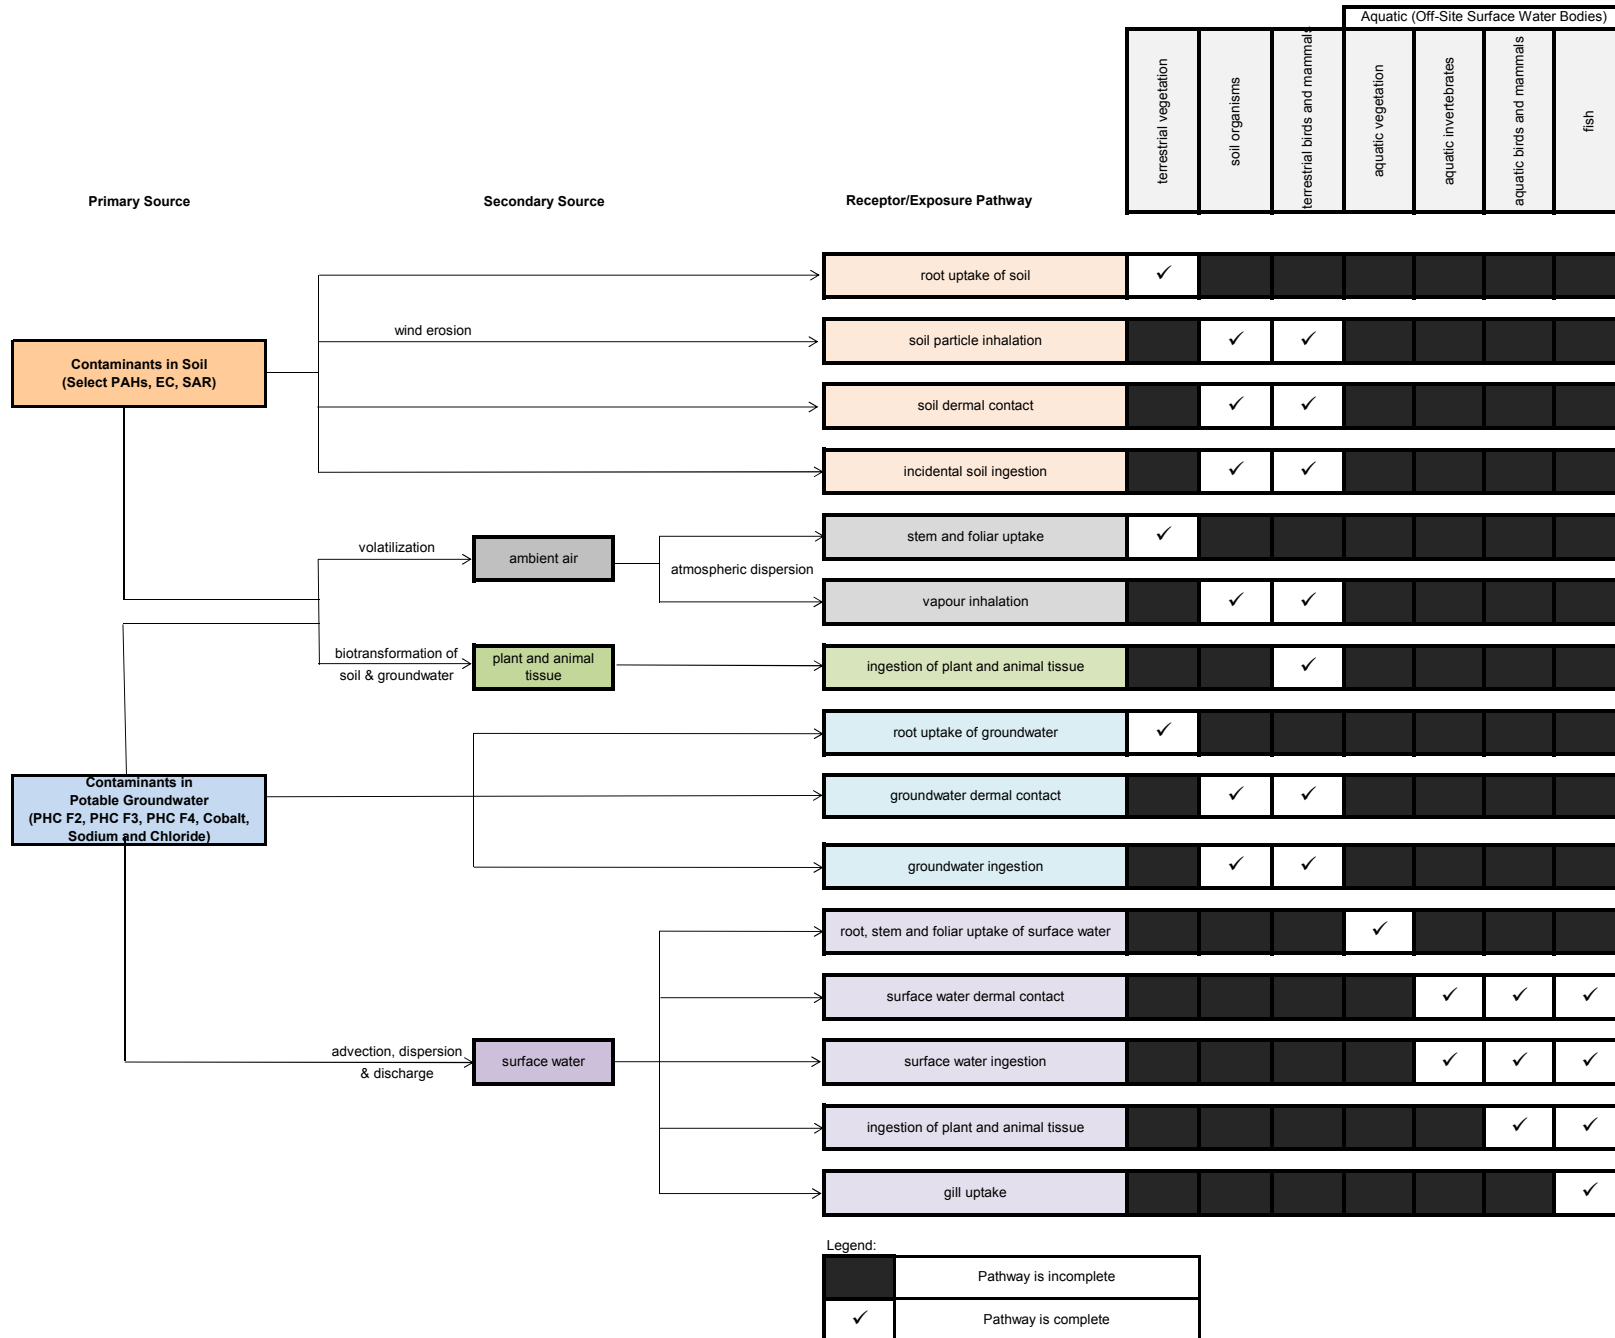 Aquatic (Off-Site Surface Water Bodies)
terrestrial vegetation
soil organisms
terrestrial birds and mammals
aquatic vegetation
aquatic invertebrates
aquatic birds and mammals
fish
Primary Source
Secondary Source
Receptor/Exposure Pathway
root uptake of soil
✓
wind erosion
soil particle inhalation
✓ ✓
Contaminants in Soil
(Select PAHs, EC, SAR)
soil dermal contact
✓ ✓
incidental soil ingestion
✓ ✓
volatilization
ambient air
atmospheric dispersion
stem and foliar uptake
✓
vapour inhalation
✓ ✓
biotransformation of
soil & groundwater
plant and animal
tissue
ingestion of plant and animal tissue
✓
root uptake of groundwater
✓
Contaminants in
Potable Groundwater
(PHC F2, PHC F3, PHC F4, Cobalt,
Sodium and Chloride)
groundwater dermal contact
✓ ✓
groundwater ingestion
✓ ✓
root, stem and foliar uptake of surface water
✓
surface water dermal contact
✓ ✓ ✓
advection, dispersion
& discharge
surface water
surface water ingestion
✓ ✓ ✓
ingestion of plant and animal tissue
✓ ✓
gill uptake
✓
Legend:
Pathway is incomplete
✓ Pathway is complete